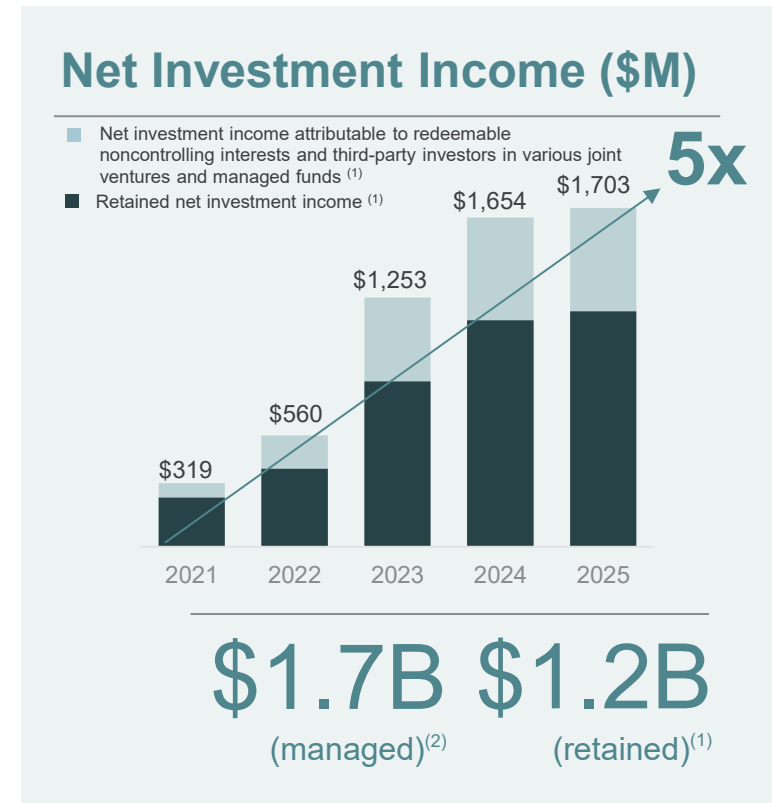 Net Investment Income ($M)
Net investment income attributable to redeemable
noncontrolling interests and third-party investors in various joint
ventures and managed funds (1)
Retained net investment income (1)
5x
$319
$560
$1,253
$1,654
$1,703
2021 2022 2023 2024 2025
$1.7B $1.2B
(managed)(2) (retained)(1)